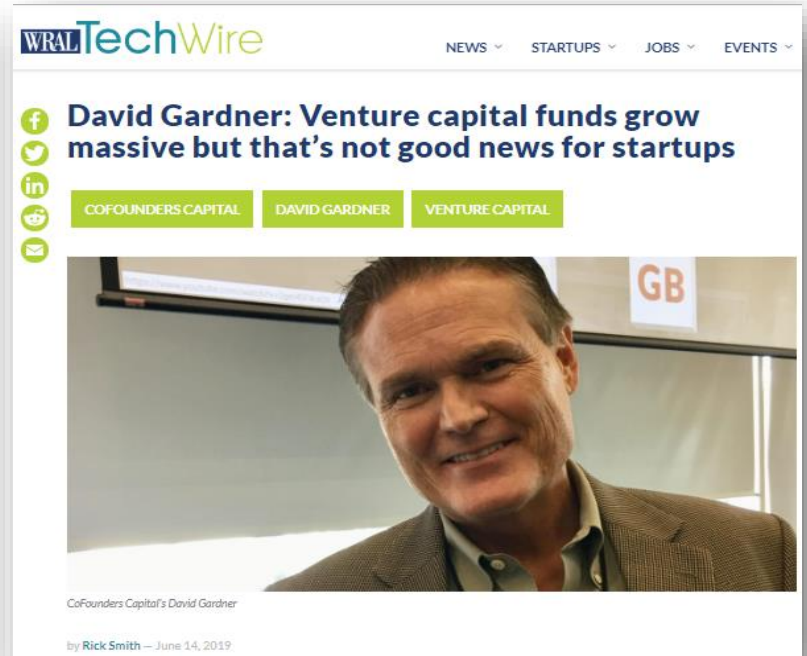 WRAL TechWire
NEWS STARTUPS JOBS EVENTS
David Gardner: Venture capital funds grow
massive but that's not good news for startups
COFOUNDERS CAPITAL DAVID GARDNER VENTURE CAPITAL
GB
CoFounders Capital's David Gardner
by Rick Smith — June 14, 2019